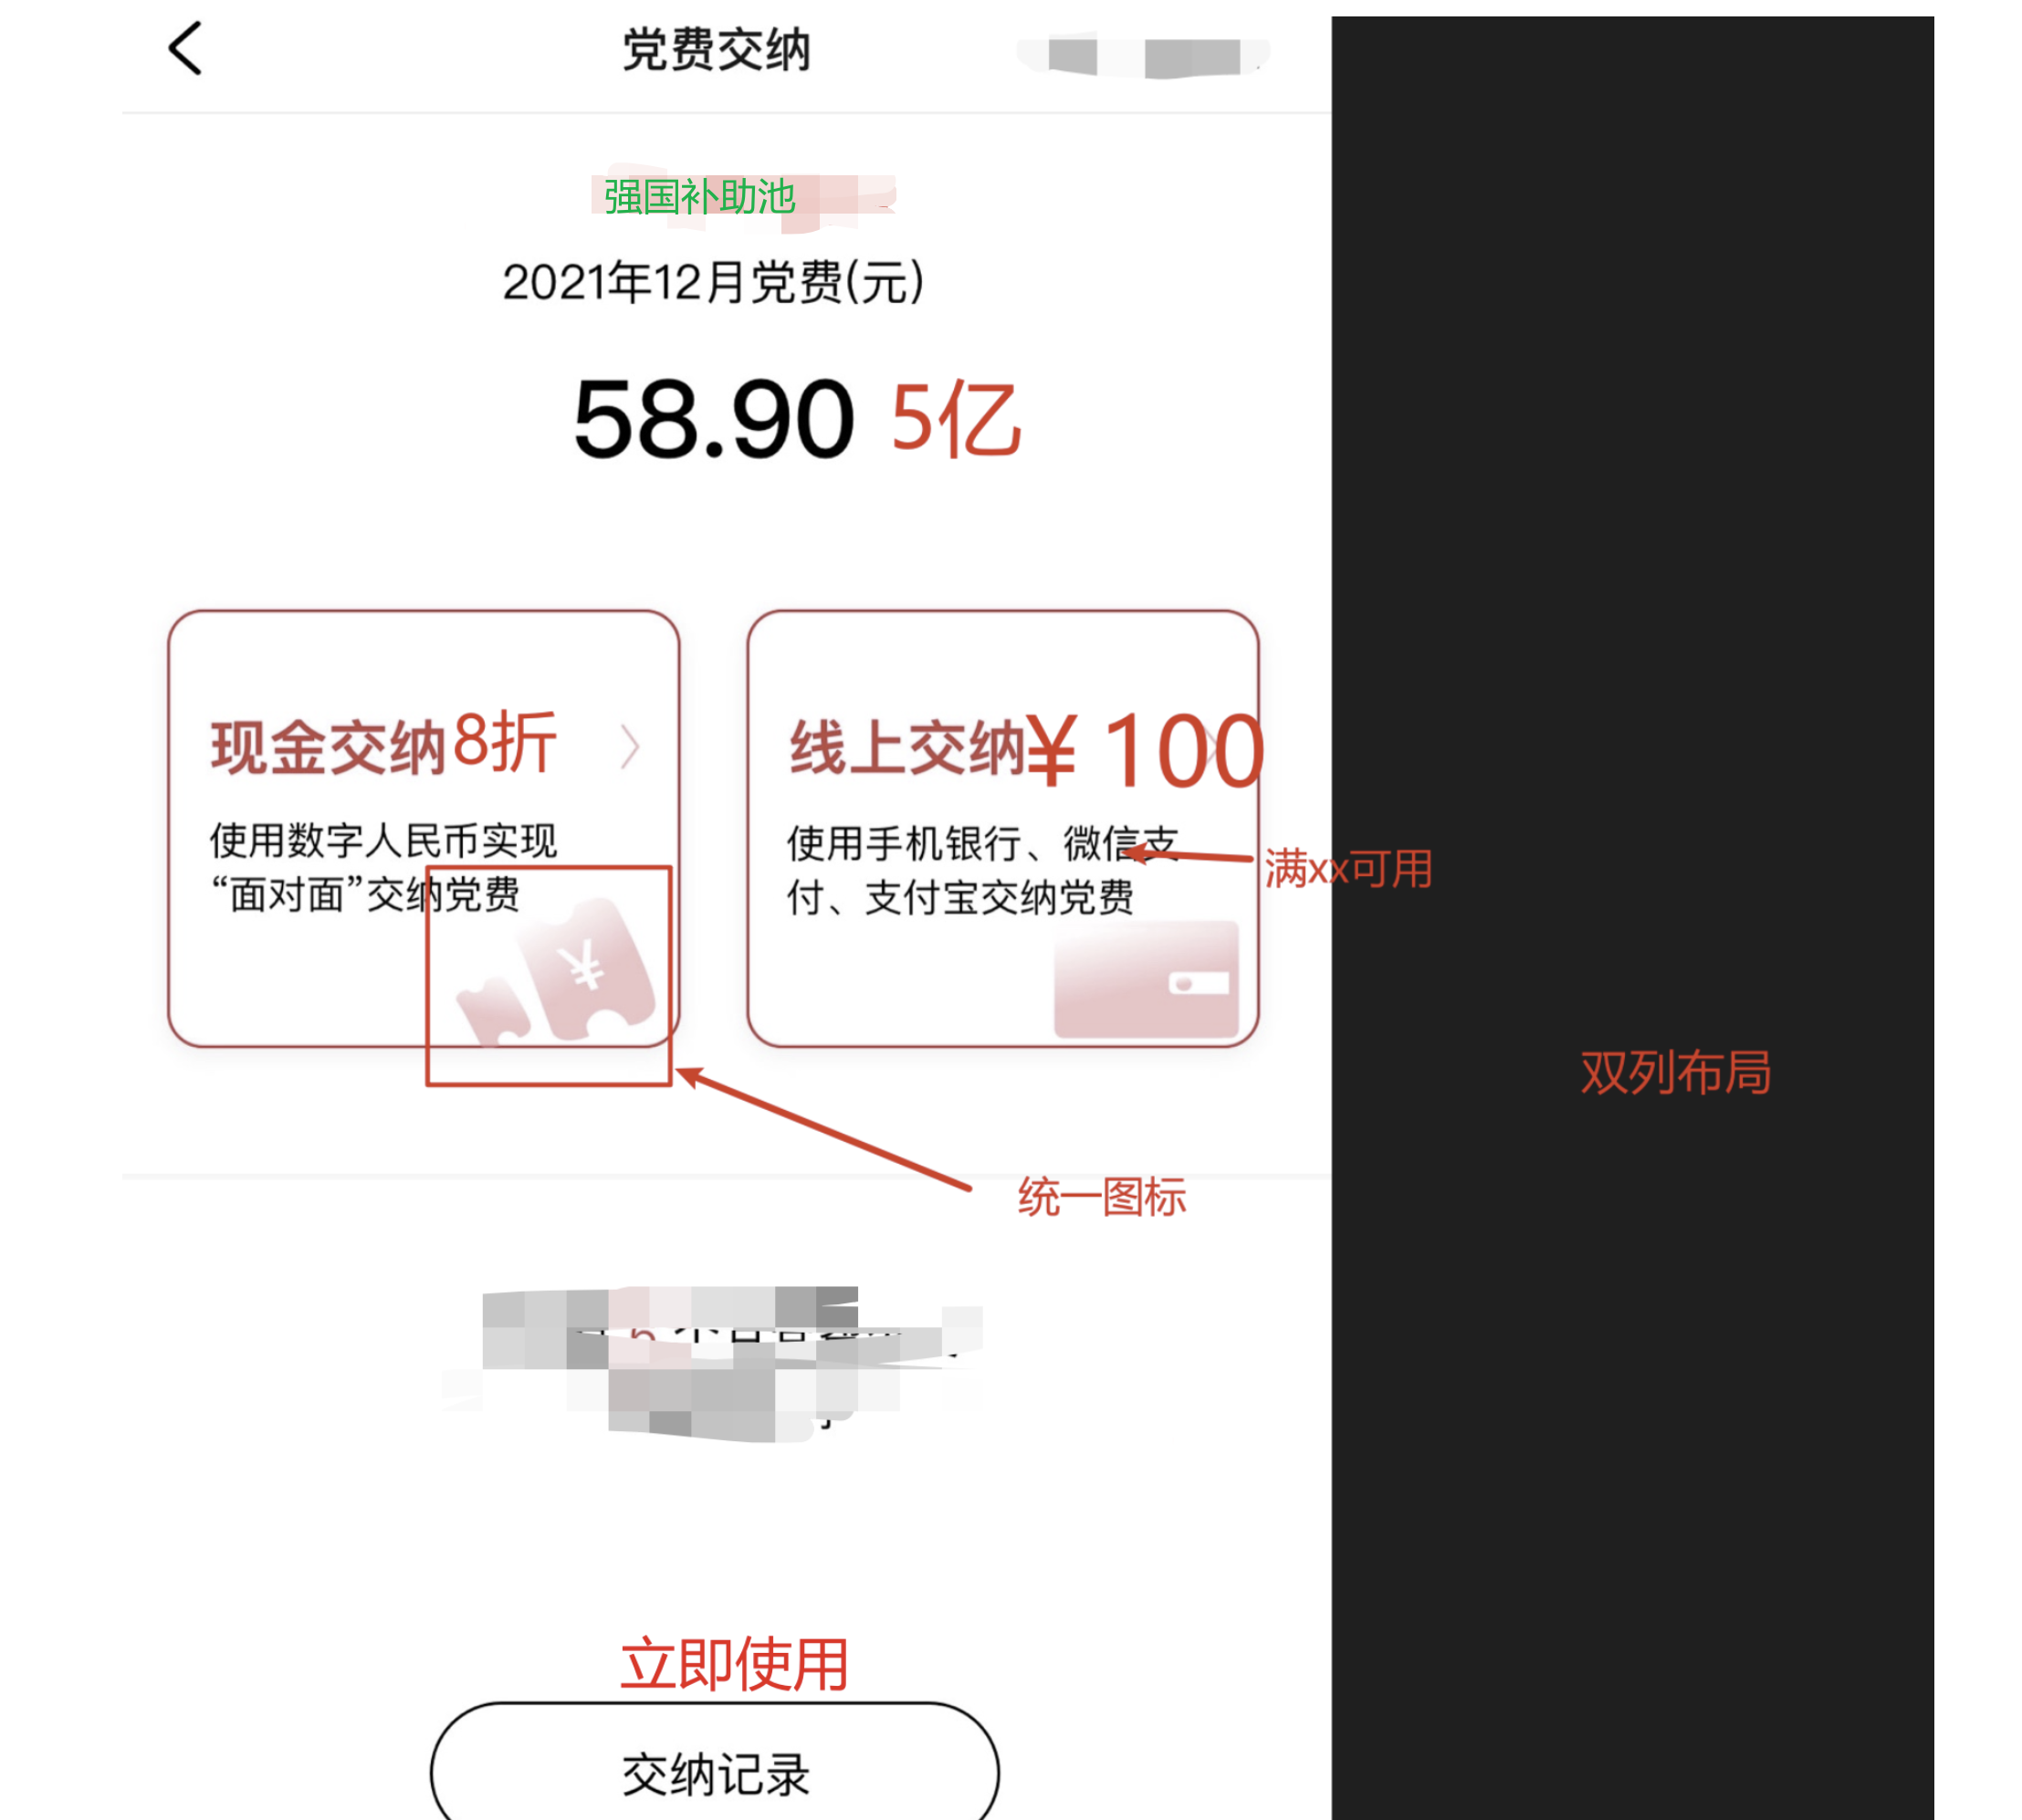 党费交纳
强国补助池
2021年12月党费(元)
58.90 5亿
现金交纳8折
使用数字人民币实现
“面对面”交纳党费
线上交纳¥100
使用手机银行、微信支
付、支付宝交纳党费
满xx可用
双列布局
统一图标
立即使用
交纳记录